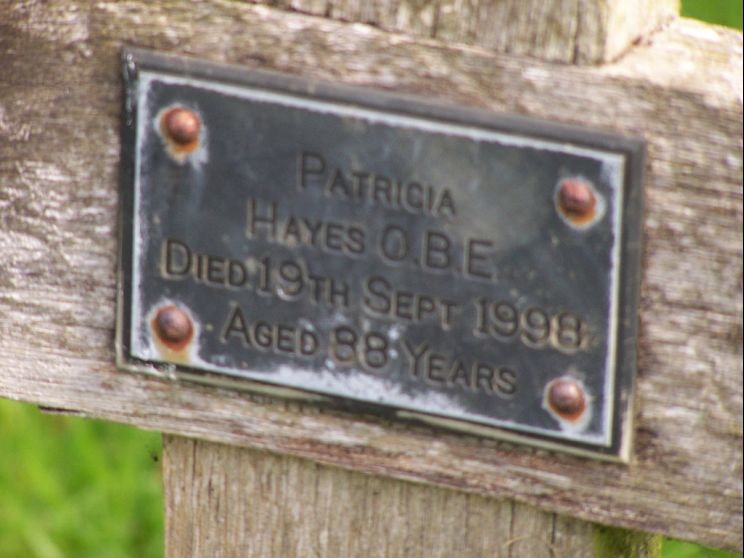 PATRICIA
HAYES O.B.E.
DIED 19TH SEPT 1998
AGED 88 YEARS